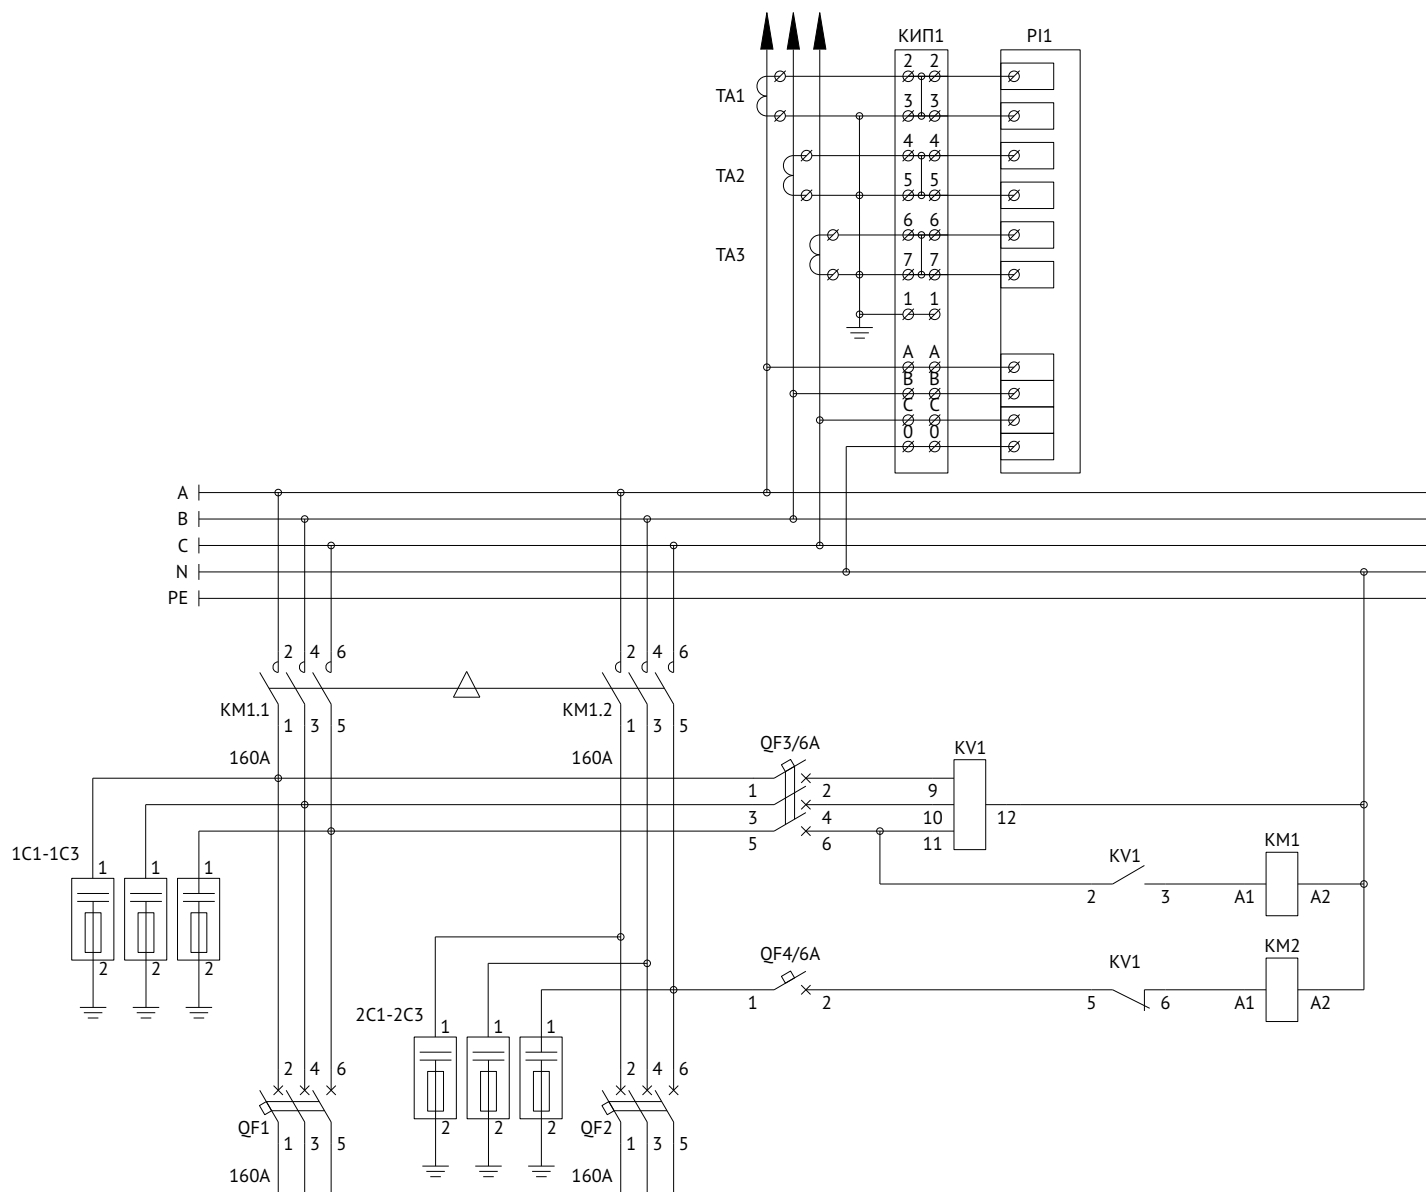 КИП1 PI1
2 2
TA1
3 3
4 4
TA2
5 5
6 6
TA3
7 7
1 1
A A
B B
C C
0 0
A
B
C
N
PE
2 4 6 2 4 6
KM1.1 KM1.2
1 3 5 1 3 5
160A 160A
QF3/6A KV1
1 2 9
3 4 10 12
5 6 11
1C1-1C3 KV1 KM1
1 1 1
2 3 A1 A2
2 2 2
QF4/6A KV1 KM2
1 2 5 6 A1 A2
2C1-2C3
1 1 1
2 4 6 2 4 6
QF1 2 2 2 QF2
1 3 5 1 3 5
160A 160A